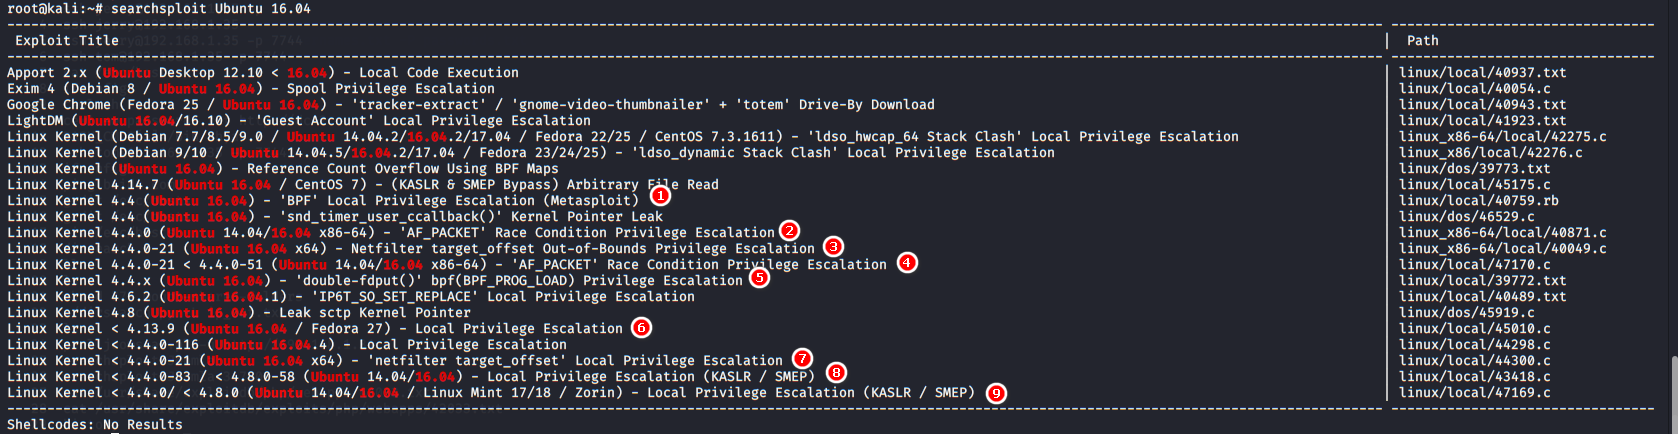 root@kali:~# searchsploit Ubuntu 16.04
Exploit Title | Path
Apport 2.x (Ubuntu Desktop 12.10 < 16.04) - Local Code Execution | linux/local/40937.txt
Exim 4 (Debian 8 / Ubuntu 16.04) - Spool Privilege Escalation | linux/local/40054.c
Google Chrome (Fedora 25 / Ubuntu 16.04) - 'tracker-extract' / 'gnome-video-thumbnailer' + 'totem' Drive-By Download | linux/local/40943.txt
LightDM (Ubuntu 16.04/16.10) - 'Guest Account' Local Privilege Escalation | linux/local/41923.txt
Linux Kernel (Debian 7.7/8.5/9.0 / Ubuntu 14.04.2/16.04.2/17.04 / Fedora 22/25 / CentOS 7.3.1611) - 'ldso_hwcap_64 Stack Clash' Local Privilege Escalation | linux_x86-64/local/42275.c
Linux Kernel (Debian 9/10 / Ubuntu 14.04.5/16.04.2/17.04 / Fedora 23/24/25) - 'ldso_dynamic Stack Clash' Local Privilege Escalation | linux_x86/local/42276.c
Linux Kernel (Ubuntu 16.04) - Reference Count Overflow Using BPF Maps | linux/dos/39773.txt
Linux Kernel 4.14.7 (Ubuntu 16.04 / CentOS 7) - (KASLR & SMEP Bypass) Arbitrary File Read | linux/local/45175.c
Linux Kernel 4.4 (Ubuntu 16.04) - 'BPF' Local Privilege Escalation (Metasploit) 1 | linux/local/40759.rb
Linux Kernel 4.4 (Ubuntu 16.04) - 'snd_timer_user_ccallback()' Kernel Pointer Leak | linux/dos/46529.c
Linux Kernel 4.4.0 (Ubuntu 14.04/16.04 x86-64) - 'AF_PACKET' Race Condition Privilege Escalation 2 | linux_x86-64/local/40871.c
Linux Kernel 4.4.0-21 (Ubuntu 16.04 x64) - Netfilter target_offset Out-of-Bounds Privilege Escalation 3 | linux_x86-64/local/40049.c
Linux Kernel 4.4.0-21 < 4.4.0-51 (Ubuntu 14.04/16.04 x86-64) - 'AF_PACKET' Race Condition Privilege Escalation 4 | linux/local/47170.c
Linux Kernel 4.4.x (Ubuntu 16.04) - 'double-fdput()' bpf(BPF_PROG_LOAD) Privilege Escalation 5 | linux/local/39772.txt
Linux Kernel 4.6.2 (Ubuntu 16.04.1) - 'IP6T_SO_SET_REPLACE' Local Privilege Escalation | linux/local/40489.txt
Linux Kernel 4.8 (Ubuntu 16.04) - Leak sctp Kernel Pointer | linux/dos/45919.c
Linux Kernel < 4.13.9 (Ubuntu 16.04 / Fedora 27) - Local Privilege Escalation 6 | linux/local/45010.c
Linux Kernel < 4.4.0-116 (Ubuntu 16.04.4) - Local Privilege Escalation | linux/local/44298.c
Linux Kernel < 4.4.0-21 (Ubuntu 16.04 x64) - 'netfilter target_offset' Local Privilege Escalation 7 | linux/local/44300.c
Linux Kernel < 4.4.0-83 / < 4.8.0-58 (Ubuntu 14.04/16.04) - Local Privilege Escalation (KASLR / SMEP) 8 | linux/local/43418.c
Linux Kernel < 4.4.0/ < 4.8.0 (Ubuntu 14.04/16.04 / Linux Mint 17/18 / Zorin) - Local Privilege Escalation (KASLR / SMEP) 9 | linux/local/47169.c
Shellcodes: No Results